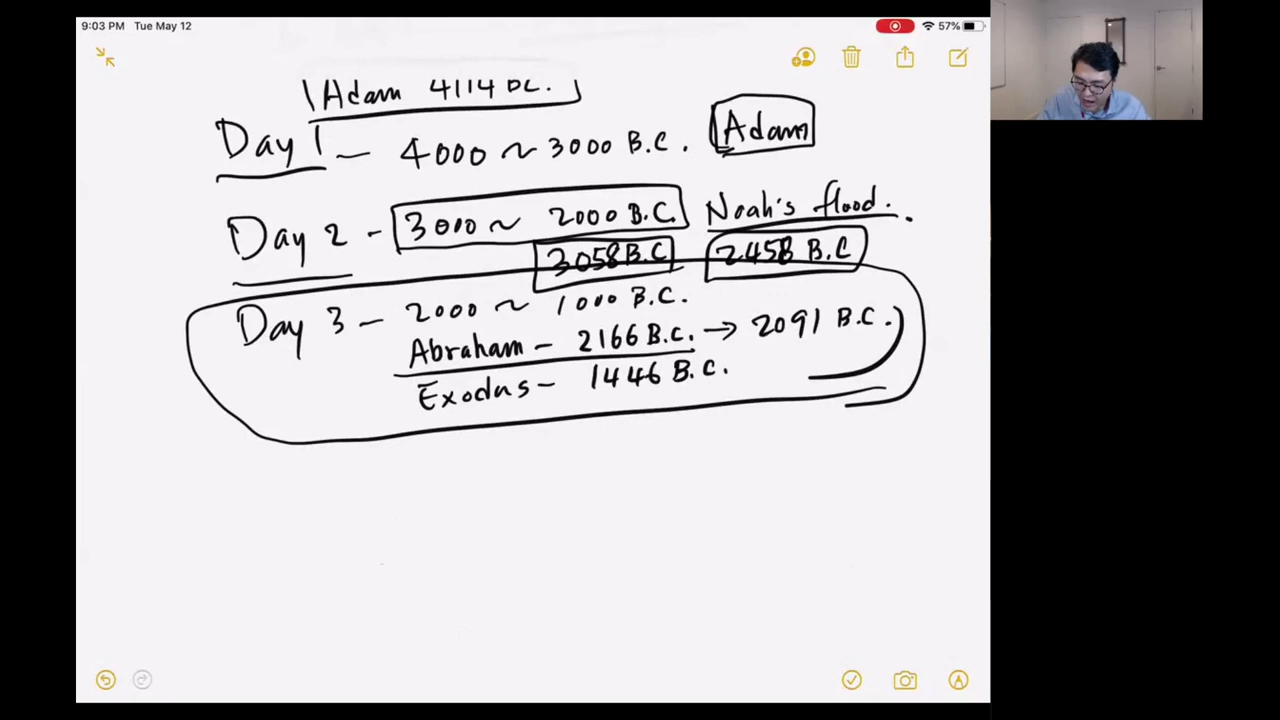 9:03 PM Tue May 12
57%
Adam 4114 BC.
Day 1 – 4000 ~ 3000 B.C. Adam
Day 2 - 3000 ~ 2000 B.C. Noah's flood.
3058 B.C 2458 B.C
Day 3 – 2000 ~ 1000 B.C.
Abraham – 2166 B.C. → 2091 B.C.
Exodus – 1446 B.C.